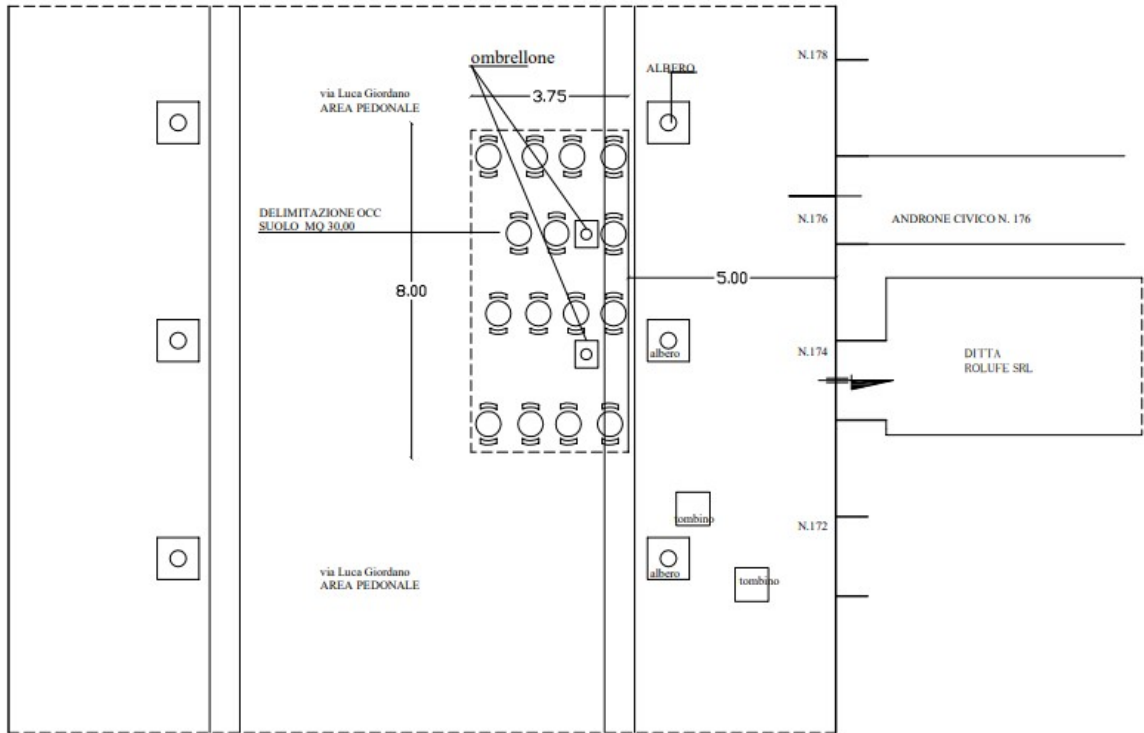 ombrellone
N.178
ALBERO
via Luca Giordano
AREA PEDONALE
3.75
DELIMITAZIONE OCC
SUOLO MQ 30,00
N.176
ANDRONE CIVICO N. 176
8.00
5.00
albero
N.174
DITTA
ROLUFE SRL
tombino
N.172
via Luca Giordano
AREA PEDONALE
albero
tombino